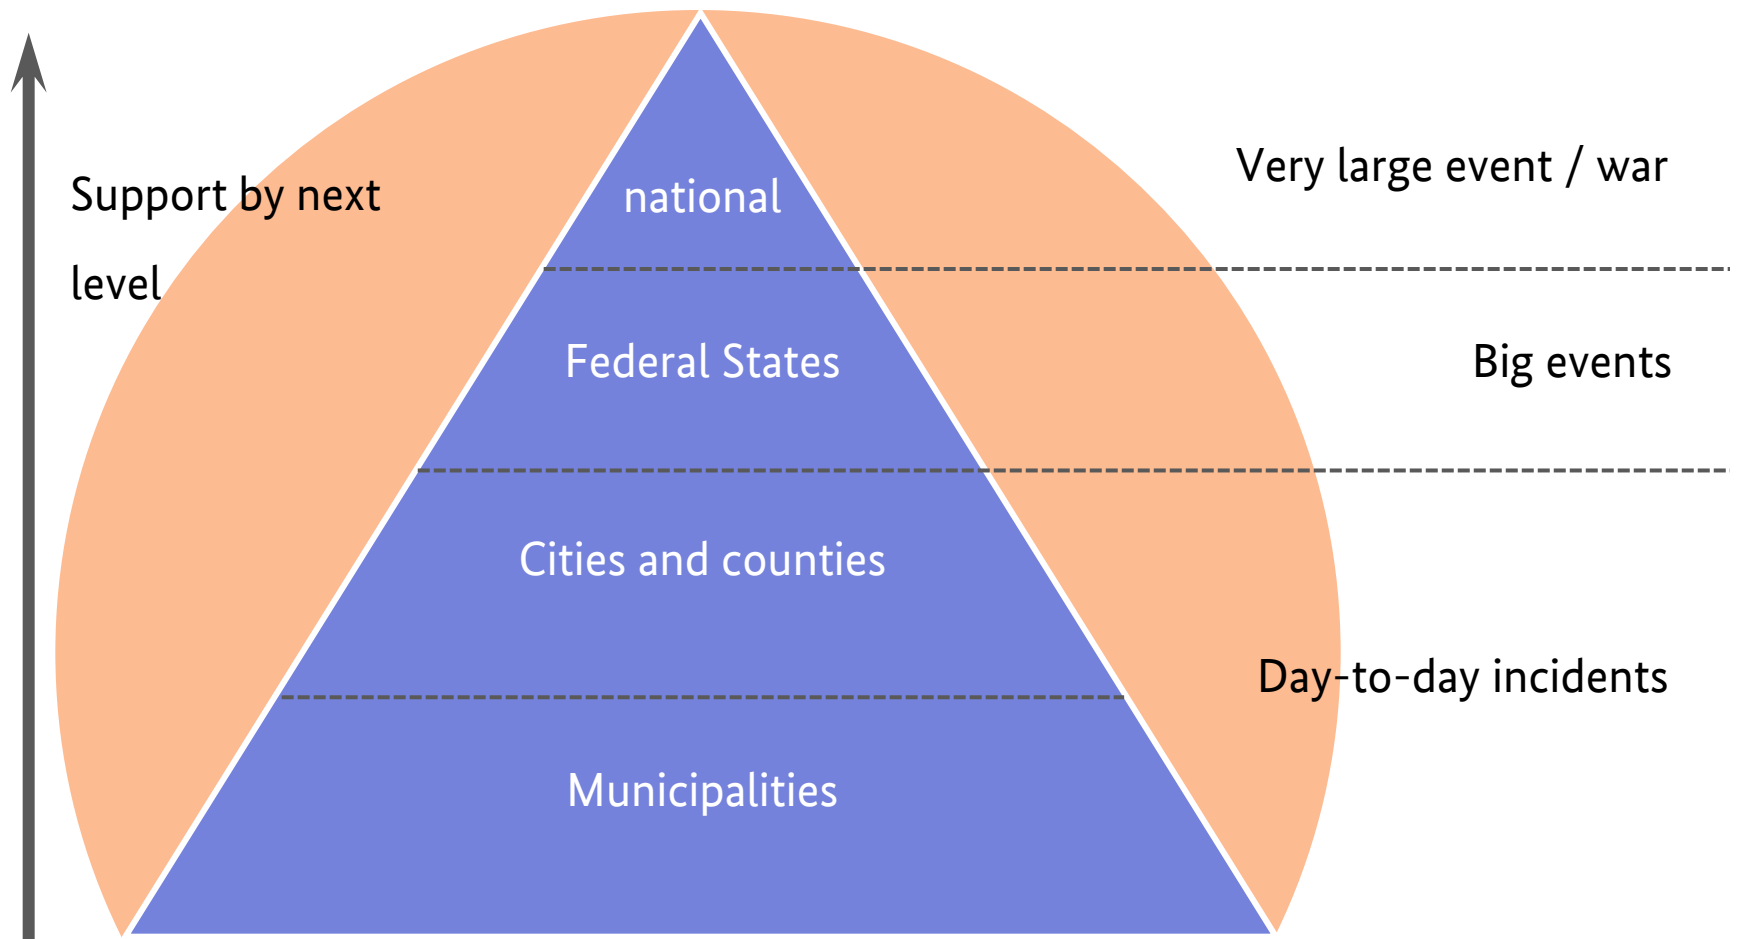 Support by next
level
national
Very large event / war
Federal States
Big events
Cities and counties
Day-to-day incidents
Municipalities